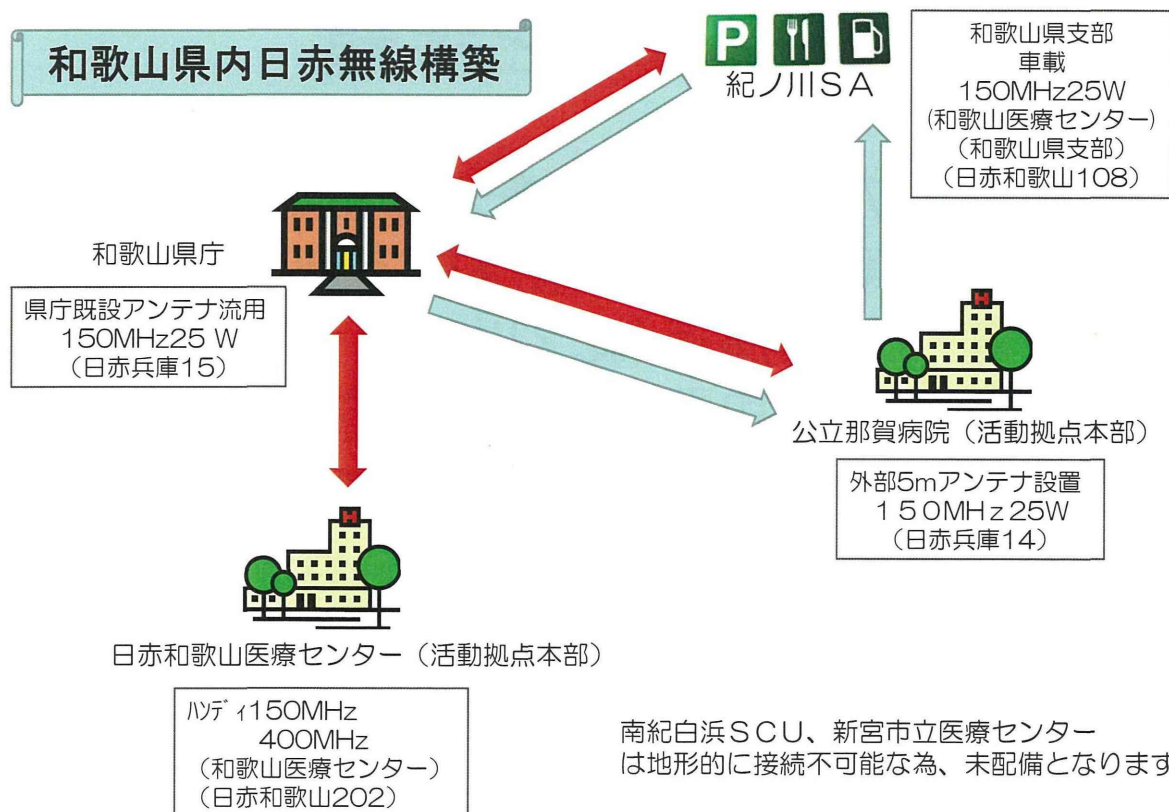 和歌山県内日赤無線構築
P
紀ノ川SA
和歌山県支部
車載
150MHz25W
(和歌山医療センター)
(和歌山県支部)
(日赤和歌山108)
和歌山県庁
県庁既設アンテナ流用
150MHz25 W
(日赤兵庫15)
H
公立那賀病院(活動拠点本部)
外部5mアンテナ設置
150MHz25W
(日赤兵庫14)
H
日赤和歌山医療センター(活動拠点本部)
ハンディ150MHz
400MHz
(和歌山医療センター)
(日赤和歌山202)
南紀白浜SCU、新宮市立医療センター
は地形的に接続不可能な為、未配備となります